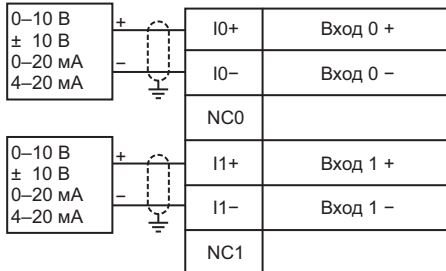 0–10 В
± 10 В
0–20 мА
4–20 мА
+
−
I0+ Вход 0 +
I0− Вход 0 −
NC0
0–10 В
± 10 В
0–20 мА
4–20 мА
+
−
I1+ Вход 1 +
I1− Вход 1 −
NC1